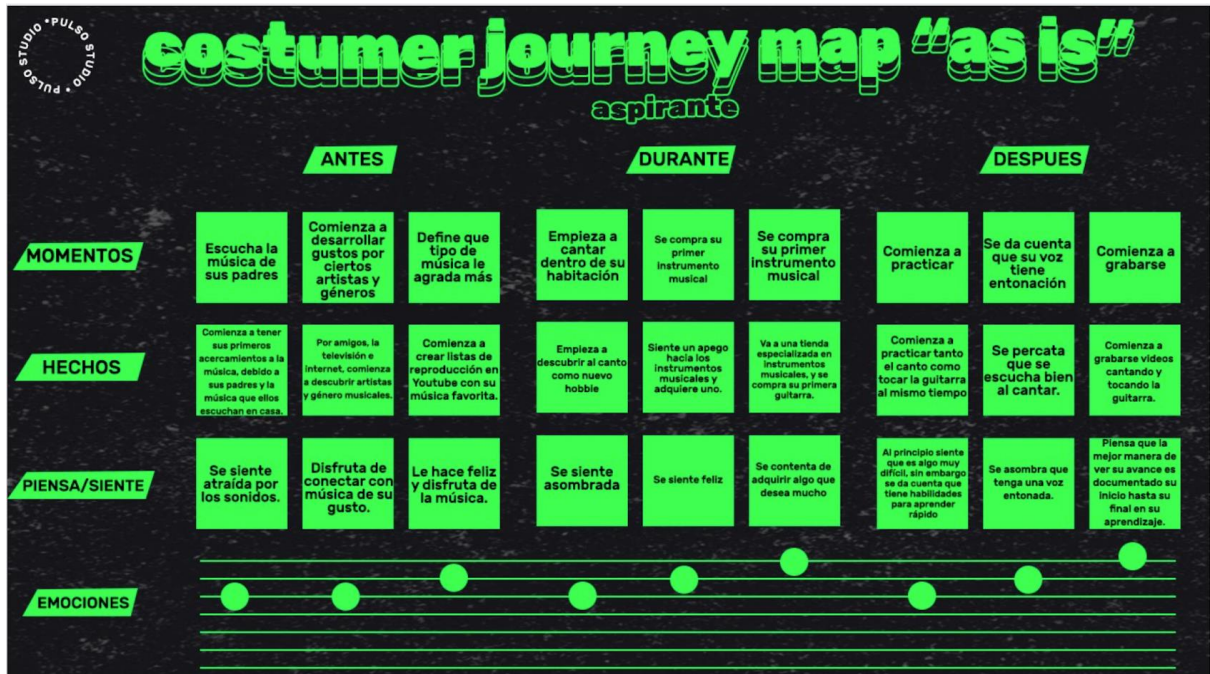 PULSO STUDIO • PULSO STUDIO •
costumer journey map "as is"
aspirante
ANTES
DURANTE
DESPUES
MOMENTOS
Escucha la
música de
sus padres
Comienza a
desarrollar
gustos por
ciertos
artistas y
géneros
Define que
tipo de
música le
agrada más
Empieza a
cantar
dentro de su
habitación
Se compra su
primer
instrumento
musical
Se compra
su primer
instrumento
musical
Comienza a
practicar
Se da cuenta
que su voz
tiene
entonación
Comienza a
grabarse
HECHOS
Comienza a tener
sus primeros
acercamientos a la
música, debido a
sus padres y la
música que ellos
escuchan en casa.
Por amigos, la
televisión e
internet, comienza
a descubrir artistas
y género musicales.
Comienza a
crear listas de
reproducción en
Youtube con su
música favorita.
Empieza a
descubrir al canto
como nuevo
hobbie
Siente un apego
hacia los
instrumentos
musicales y
adquiere uno.
Va a una tienda
especializada en
instrumentos
musicales, y se
compra su primera
guitarra.
Comienza a
practicar tanto
el canto como
tocar la guitarra
al mismo tiempo
Se percata
que se
escucha bien
al cantar.
Comienza a
grabarse videos
cantando y
tocando la
guitarra.
PIENSA/SIENTE
Se siente
atraída por
los sonidos.
Disfruta de
conectar con
música de su
gusto.
Le hace feliz
y disfruta de
la música.
Se siente
asombrada
Se siente feliz
Se contenta de
adquirir algo que
desea mucho
Al principio siente
que es algo muy
difícil, sin embargo
se da cuenta que
tiene habilidades
para aprender
rápido
Se asombra que
tenga una voz
entonada.
Piensa que la
mejor manera de
ver su avance es
documentado su
inicio hasta su
final en su
aprendizaje.
EMOCIONES